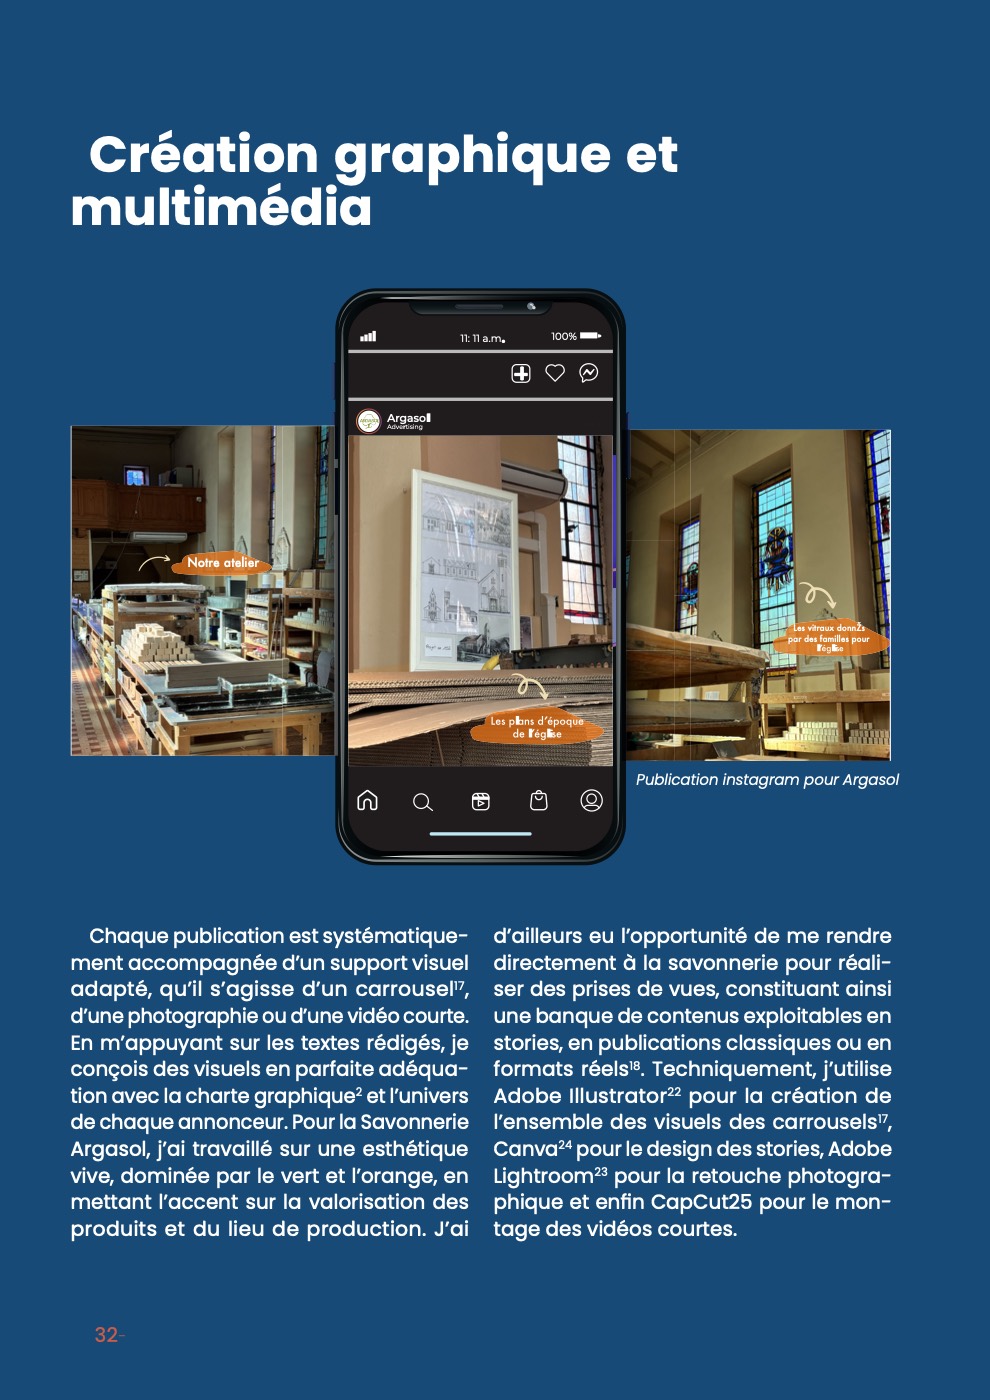 Création graphique et
multimédia
11: 11 a.m.
100%
Argasol
Advertising
Notre atelier
Les plans d'époque
de l'église
Les vitraux donnŽs
par des familles pour
l'église
Publication instagram pour Argasol
Chaque publication est systématique-
ment accompagnée d'un support visuel
adapté, qu'il s'agisse d'un carrousel¹⁷,
d'une photographie ou d'une vidéo courte.
En m'appuyant sur les textes rédigés, je
conçois des visuels en parfaite adéqua-
tion avec la charte graphique² et l'univers
de chaque annonceur. Pour la Savonnerie
Argasol, j'ai travaillé sur une esthétique
vive, dominée par le vert et l'orange, en
mettant l'accent sur la valorisation des
produits et du lieu de production. J'ai
d'ailleurs eu l'opportunité de me rendre
directement à la savonnerie pour réali-
ser des prises de vues, constituant ainsi
une banque de contenus exploitables en
stories, en publications classiques ou en
formats réels¹⁸. Techniquement, j'utilise
Adobe Illustrator²² pour la création de
l'ensemble des visuels des carrousels¹⁷,
Canva²⁴ pour le design des stories, Adobe
Lightroom²³ pour la retouche photogra-
phique et enfin CapCut25 pour le mon-
tage des vidéos courtes.
32-